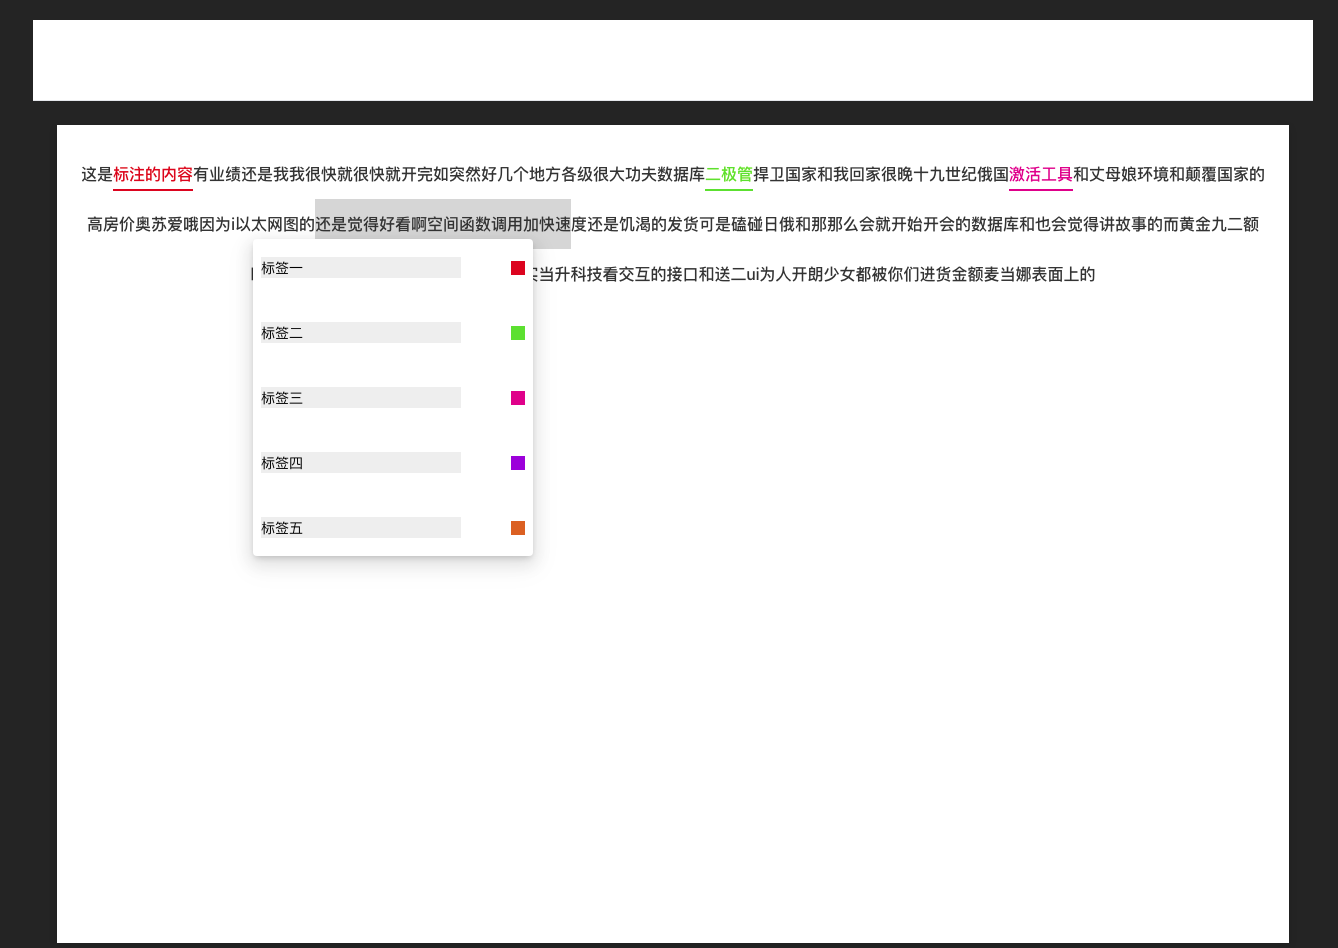 这是标注的内容有业绩还是我我很快就很快就开完如突然好几个地方各级很大功夫数据库二极管捍卫国家和我回家很晚十九世纪俄国激活工具和丈母娘环境和颠覆国家的
高房价奥苏爱哦因为i以太网图的还是觉得好看啊空间函数调用加快速度还是饥渴的发货可是磕碰日俄和那那么会就开始开会的数据库和也会觉得讲故事的而黄金九二额
当升科技看交互的接口和送二ui为人开朗少女都被你们进货金额麦当娜表面上的
标签一
标签二
标签三
标签四
标签五